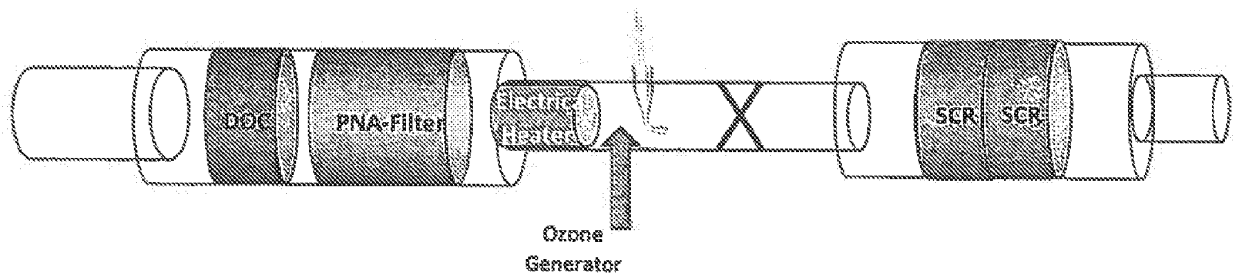 DOC
PNA-Filter
Electric
Heater
SCR
SCR
Ozone
Generator